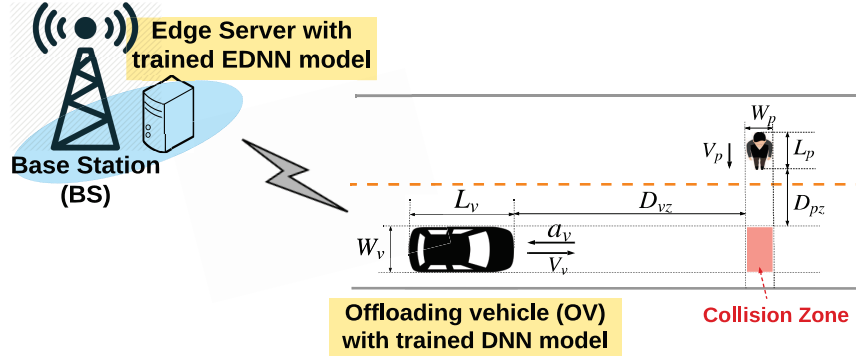 Edge Server with
trained EDNN model
Base Station
(BS)
W_p
V_p
L_p
D_pz
L_v
D_vz
W_v
a_v
V_v
Offloading vehicle (OV)
with trained DNN model
Collision Zone